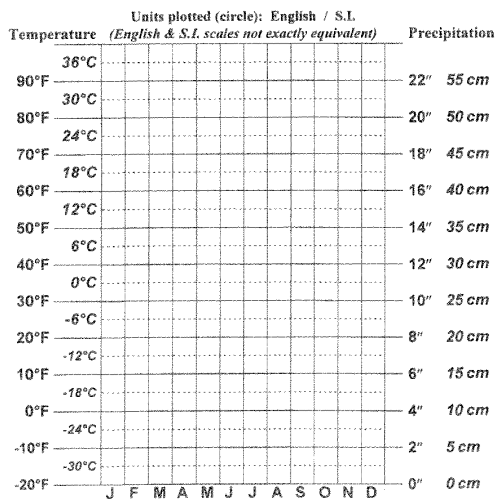 Units plotted (circle): English / S.I.
Temperature (English & S.I. scales not exactly equivalent) Precipitation
36°C
90°F 22" 55 cm
30°C
80°F 20" 50 cm
24°C
70°F 18" 45 cm
18°C
60°F 16" 40 cm
12°C
50°F 14" 35 cm
6°C
40°F 12" 30 cm
0°C
30°F 10" 25 cm
-6°C
20°F 8" 20 cm
-12°C
10°F 6" 15 cm
-18°C
0°F 4" 10 cm
-24°C
-10°F 2" 5 cm
-30°C
-20°F 0" 0 cm
J F M A M J J A S O N D